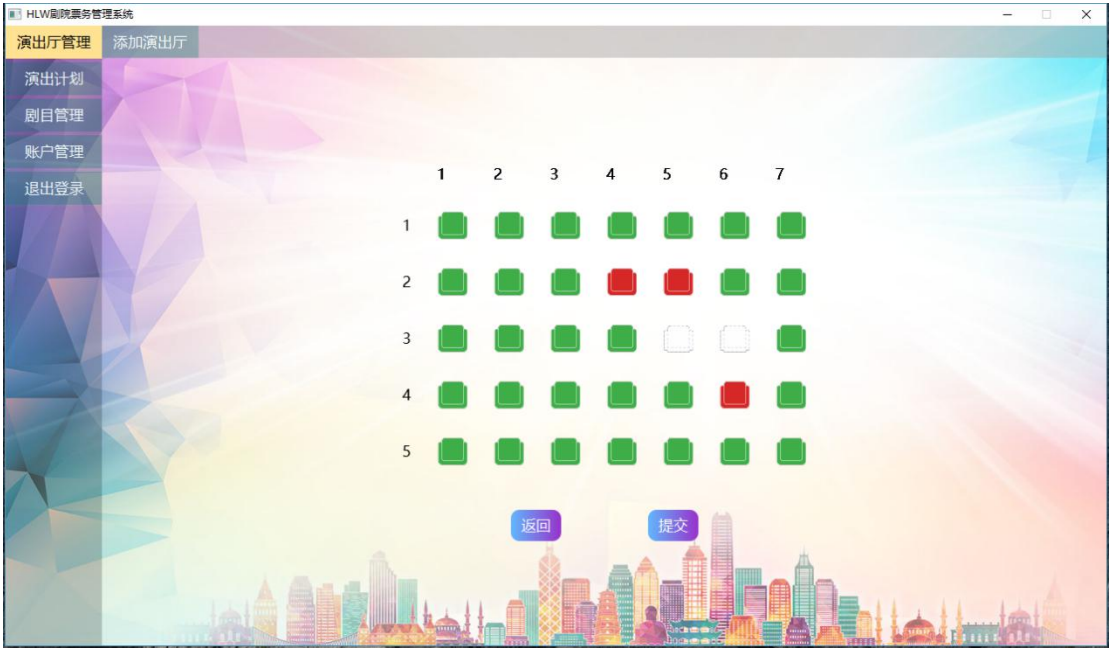 HLW剧院票务管理系统
演出厅管理 添加演出厅
演出计划
剧目管理
账户管理
退出登录
1 2 3 4 5 6 7
1
2
3
4
5
返回 提交